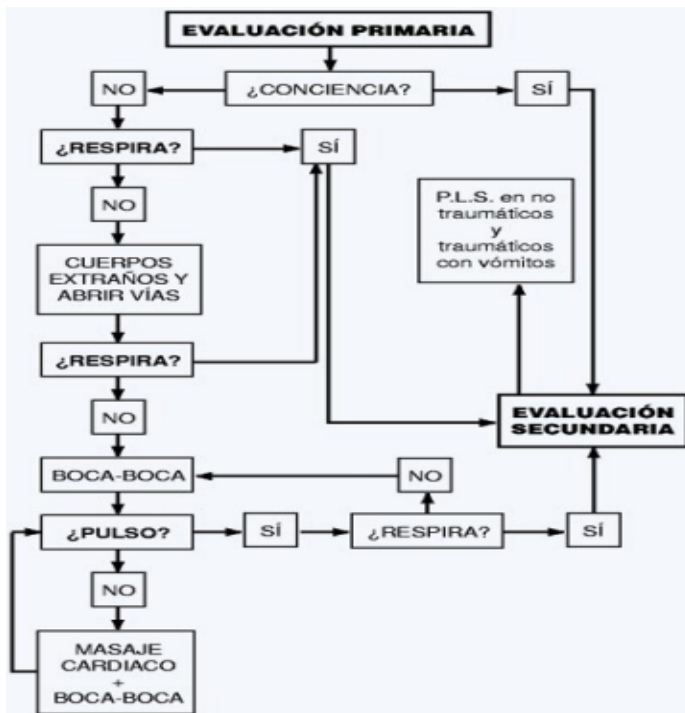 EVALUACIÓN PRIMARIA
NO
¿CONCIENCIA?
SÍ
¿RESPIRA?
SÍ
NO
P.L.S. en no
traumáticos
y
traumáticos
con vómitos
CUERPOS
EXTRAÑOS Y
ABRIR VÍAS
¿RESPIRA?
NO
EVALUACIÓN
SECUNDARIA
BOCA-BOCA
NO
¿PULSO?
SÍ
¿RESPIRA?
SÍ
NO
MASAJE
CARDIACO
+
BOCA-BOCA